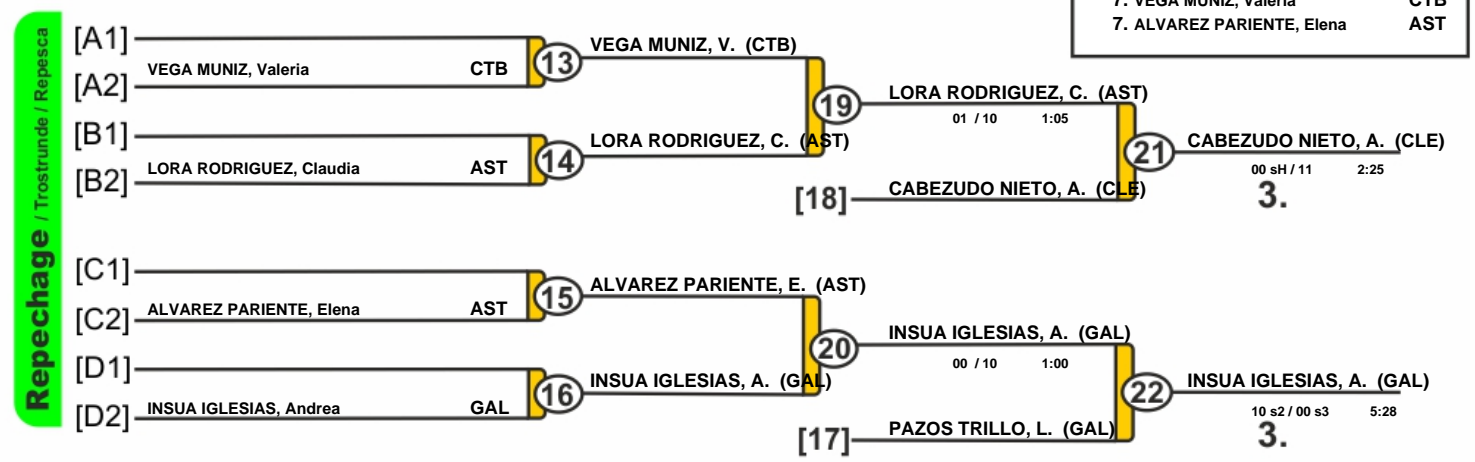 7. VEGA MUNIZ, Valeria CTB
7. ALVAREZ PARIENTE, Elena AST
Repechage / Trostrunde / Repesca
[A1]
VEGA MUNIZ, Valeria CTB
[A2]
13
VEGA MUNIZ, V. (CTB)
[B1]
LORA RODRIGUEZ, Claudia AST
[B2]
14
LORA RODRIGUEZ, C. (AST)
19
LORA RODRIGUEZ, C. (AST)
01 / 10 1:05
[18]
CABEZUDO NIETO, A. (CLE)
21
CABEZUDO NIETO, A. (CLE)
00 sH / 11 2:25
3.
[C1]
ALVAREZ PARIENTE, Elena AST
[C2]
15
ALVAREZ PARIENTE, E. (AST)
[D1]
INSUA IGLESIAS, Andrea GAL
[D2]
16
INSUA IGLESIAS, A. (GAL)
20
INSUA IGLESIAS, A. (GAL)
00 / 10 1:00
[17]
PAZOS TRILLO, L. (GAL)
22
INSUA IGLESIAS, A. (GAL)
10 s2 / 00 s3 5:28
3.